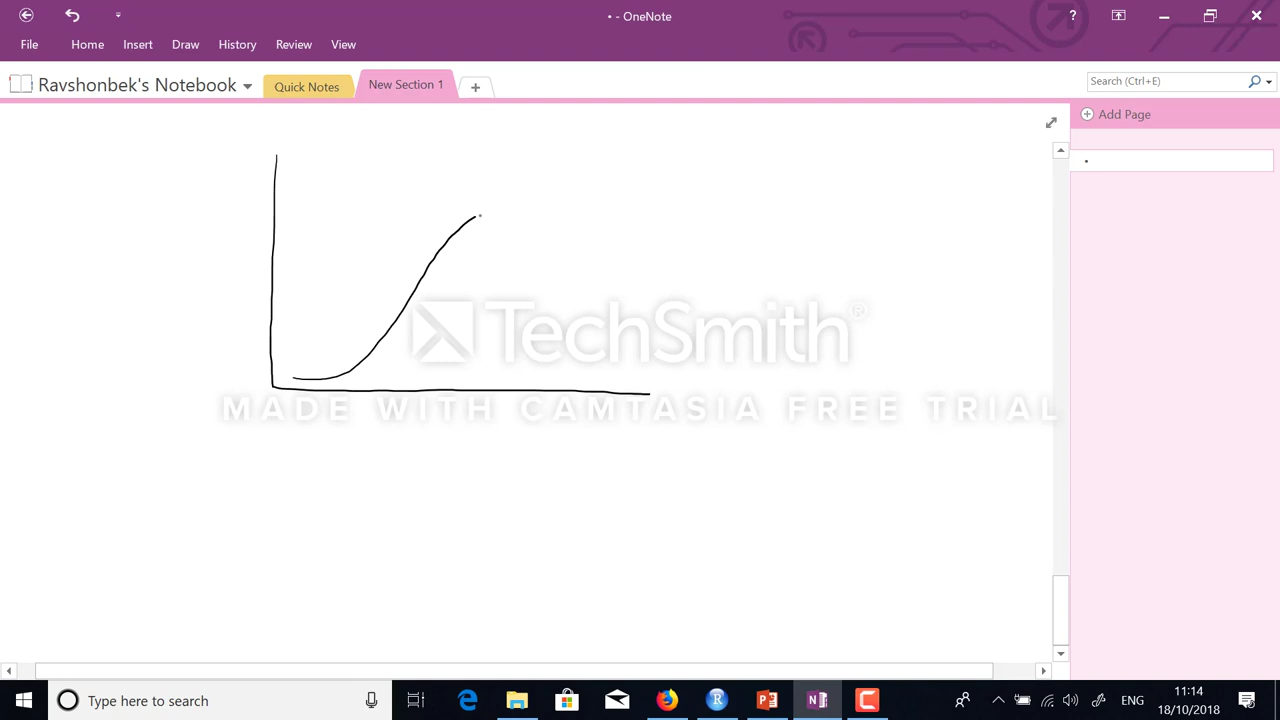 • - OneNote
?
File
Home
Insert
Draw
History
Review
View
Ravshonbek's Notebook
Quick Notes
New Section 1
+
Search (Ctrl+E)
Add Page
•
TechSmith®
MADE WITH CAMTASIA FREE TRIAL
Type here to search
ENG
11:14
18/10/2018